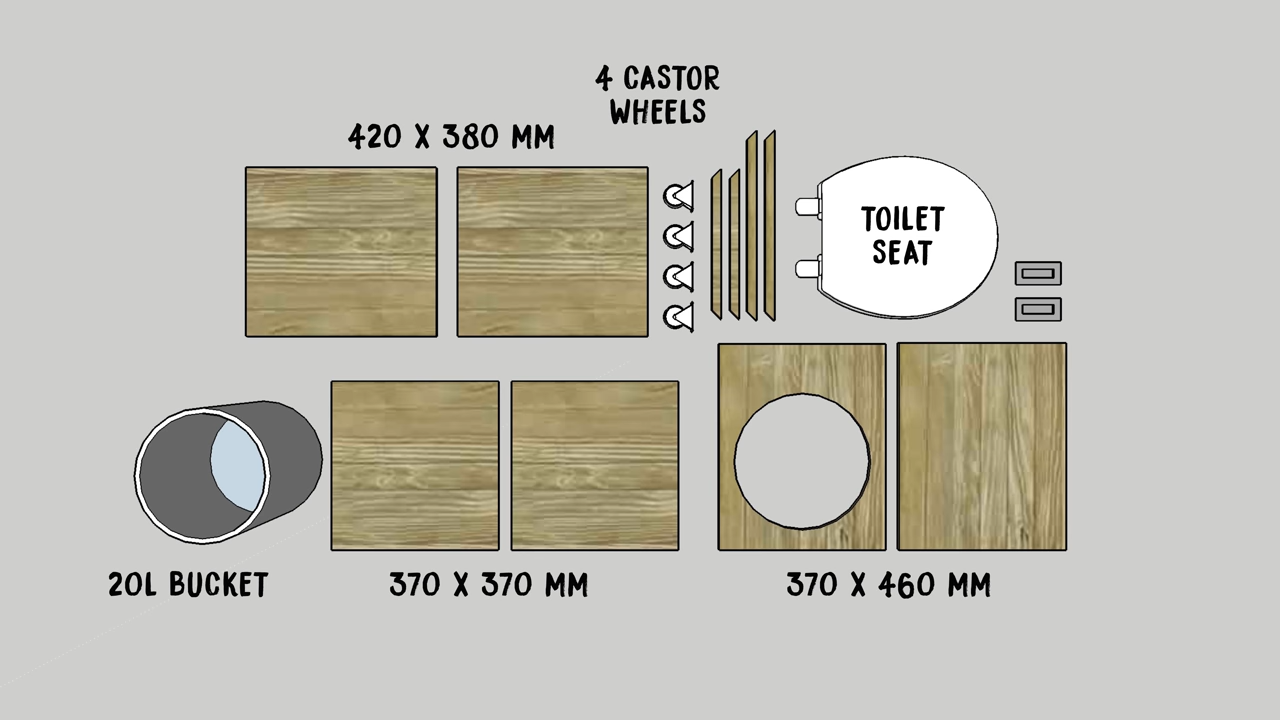 4 CASTOR
WHEELS
420 X 380 MM
TOILET
SEAT
20L BUCKET
370 X 370 MM
370 X 460 MM